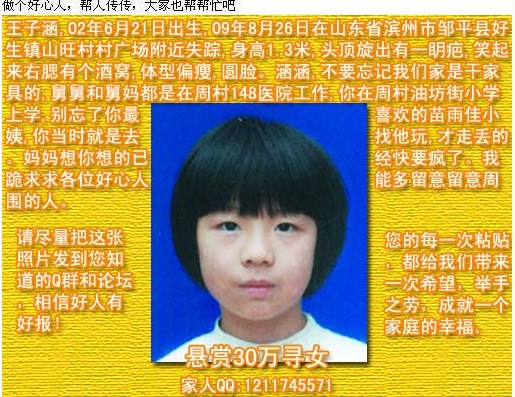 做个好心人，帮人传传，大家也帮帮忙吧
王子涵,02年6月21日出生,09年8月26日在山东省滨州市邹平县好
生镇山旺村村广场附近失踪,身高1.3米,头顶旋出有一明疤,笑起
来右腮有个酒窝,体型偏瘦,圆脸。涵涵,不要忘记我们家是干家
具的,舅舅和舅妈都是在周村148医院工作,你在周村油坊街小学
上学,别忘了你最喜欢的苗雨佳小
姨,你当时就是去找他玩,才走丢的
。妈妈想你想的已经快要疯了。我
跪求求各位好心人能多留意留意周
围的人。
请尽量把这张
照片发到您知
道的Q群和论坛
，相信好人有
好报！
您的每一次粘贴
，都给我们带来
一次希望，举手
之劳，成就一个
家庭的幸福.
悬赏30万寻女
家人QQ:1211745571